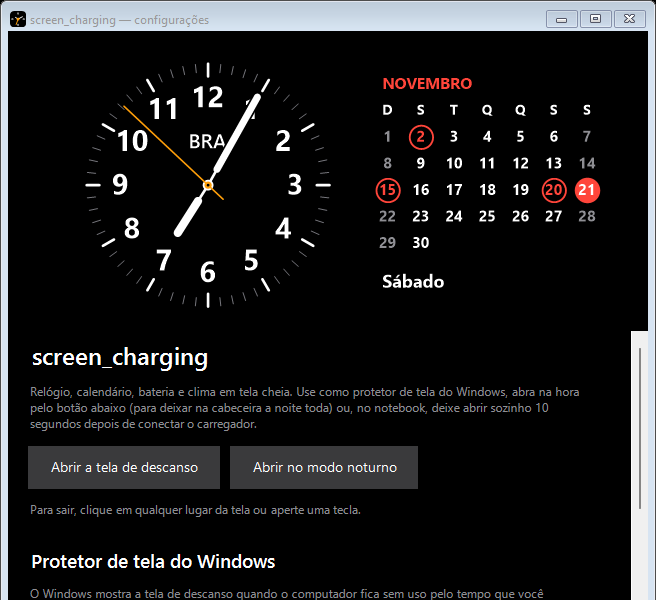 screen_charging — configurações
12
11
10
BRA
2
9
3
8
4
7
5
6
NOVEMBRO
D S T Q Q S S
1 2 3 4 5 6 7
8 9 10 11 12 13 14
15 16 17 18 19 20 21
22 23 24 25 26 27 28
29 30
Sábado
screen_charging
Relógio, calendário, bateria e clima em tela cheia. Use como protetor de tela do Windows, abra na hora
pelo botão abaixo (para deixar na cabeceira a noite toda) ou, no notebook, deixe abrir sozinho 10
segundos depois de conectar o carregador.
Abrir a tela de descanso Abrir no modo noturno
Para sair, clique em qualquer lugar da tela ou aperte uma tecla.
Protetor de tela do Windows
O Windows mostra a tela de descanso quando o computador fica sem uso pelo tempo que você